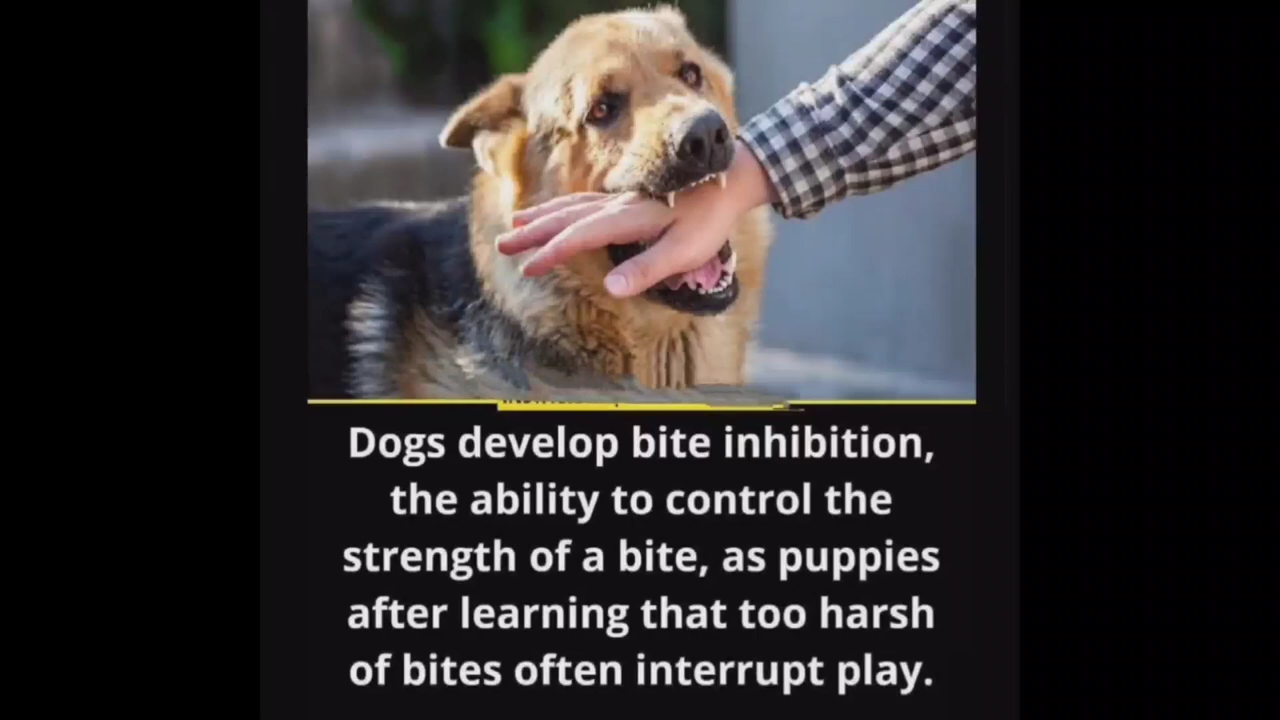 Dogs develop bite inhibition,
the ability to control the
strength of a bite, as puppies
after learning that too harsh
of bites often interrupt play.